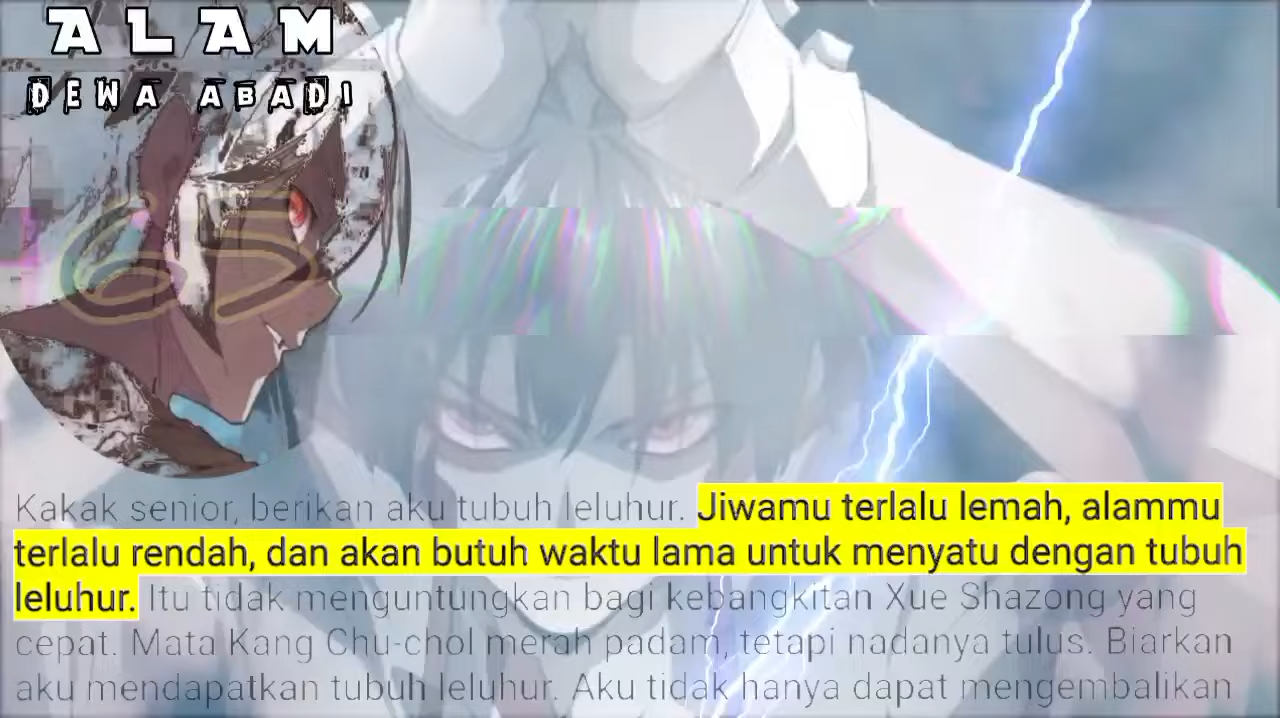 ALAM
DEWA ABADI
Kakak senior, berikan aku tubuh leluhur. Jiwamu terlalu lemah, alammu
terlalu rendah, dan akan butuh waktu lama untuk menyatu dengan tubuh
leluhur. Itu tidak menguntungkan bagi kebangkitan Xue Shazong yang
cepat. Mata Kang Chu-chol merah padam, tetapi nadanya tulus. Biarkan
aku mendapatkan tubuh leluhur. Aku tidak hanya dapat mengembalikan